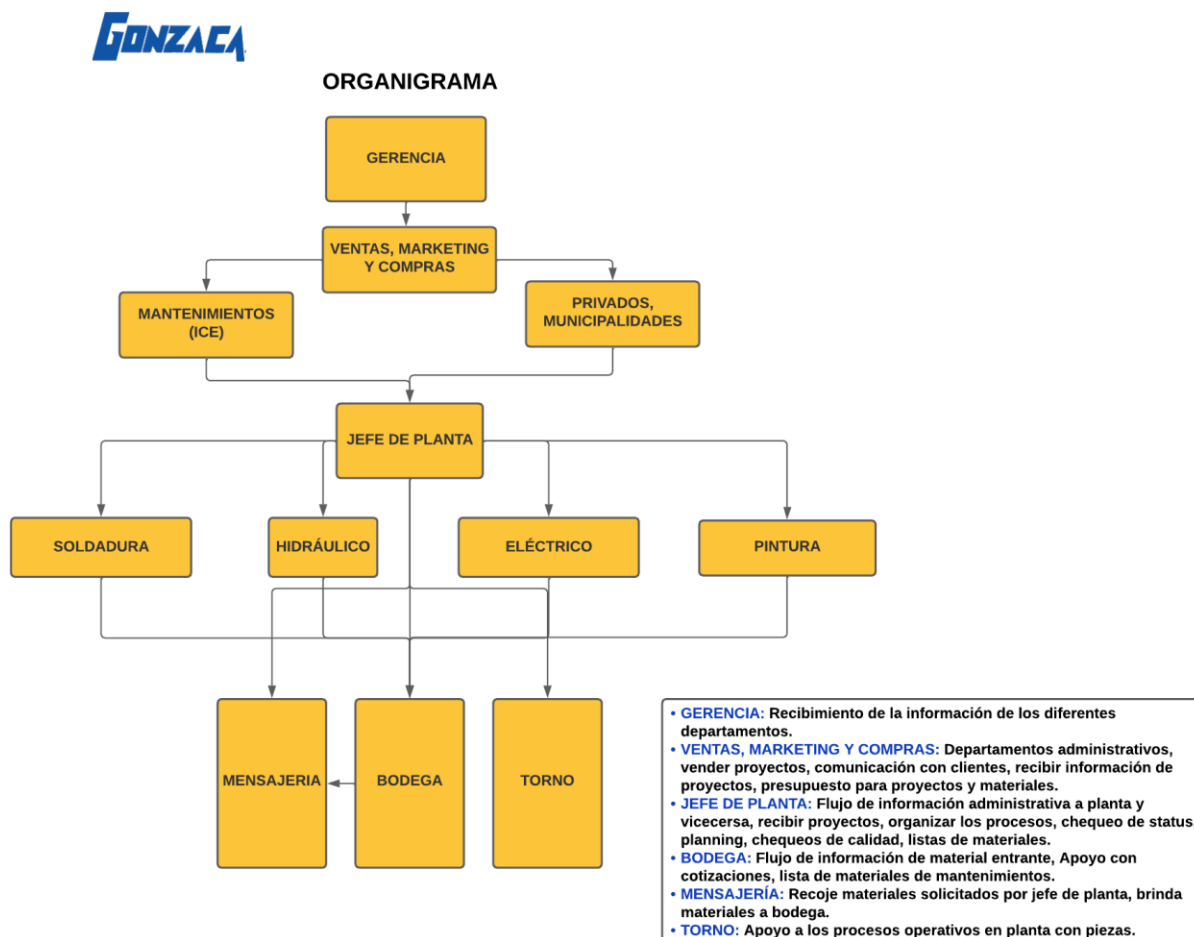 GONZACA
ORGANIGRAMA
GERENCIA
VENTAS, MARKETING
Y COMPRAS
MANTENIMIENTOS
(ICE)
PRIVADOS,
MUNICIPALIDADES
JEFE DE PLANTA
SOLDADURA
HIDRÁULICO
ELÉCTRICO
PINTURA
MENSAJERIA
BODEGA
TORNO
• GERENCIA: Recibimiento de la información de los diferentes
departamentos.
• VENTAS, MARKETING Y COMPRAS: Departamentos administrativos,
vender proyectos, comunicación con clientes, recibir información de
proyectos, presupuesto para proyectos y materiales.
• JEFE DE PLANTA: Flujo de información administrativa a planta y
vicecersa, recibir proyectos, organizar los procesos, chequeo de status
planning, chequeos de calidad, listas de materiales.
• BODEGA: Flujo de información de material entrante, Apoyo con
cotizaciones, lista de materiales de mantenimientos.
• MENSAJERÍA: Recoje materiales solicitados por jefe de planta, brinda
materiales a bodega.
• TORNO: Apoyo a los procesos operativos en planta con piezas.